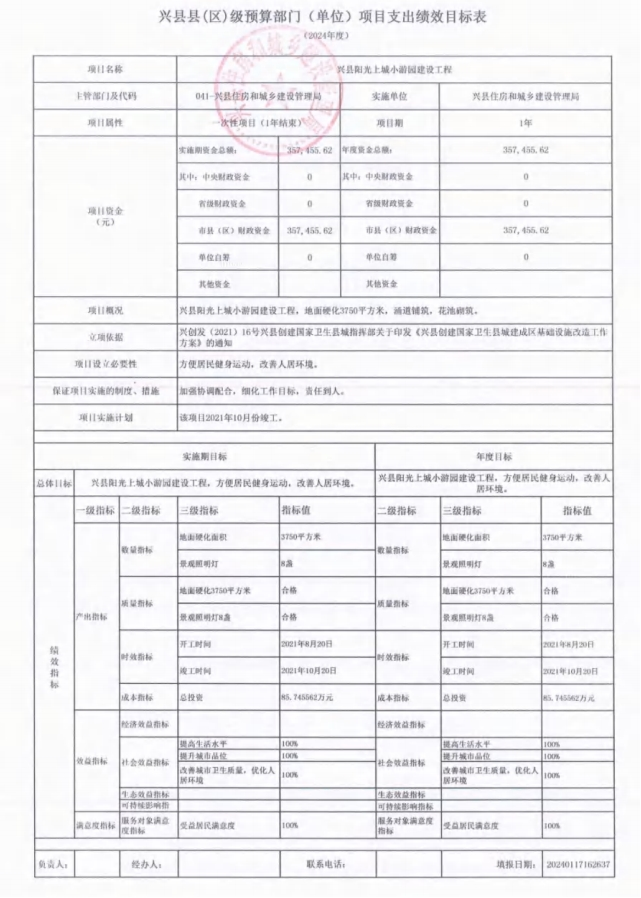 兴县县(区)级预算部门(单位)项目支出绩效目标表
(2024年度)
项目名称 兴县阳光上城小游园建设工程
主管部门及代码 041-兴县住房和城乡建设管理局 实施单位 兴县住房和城乡建设管理局
项目属性 一次性项目(1年结束) 项目期 1年
项目资金
(元)
实施期资金总额: 357,455.62 年度资金总额: 357,455.62
其中:中央财政资金 0 其中:中央财政资金 0
省级财政资金 0 省级财政资金 0
市县(区)财政资金 357,455.62 市县(区)财政资金 357,455.62
单位自筹 0 单位自筹 0
其他资金 其他资金
项目概况 兴县阳光上城小游园建设工程,地面硬化3750平方米,涵道铺筑,花池砌筑。
立项依据 兴创发(2021)16号兴县创建国家卫生县城指挥部关于印发《兴县创建国家卫生县城建成区基础设施改造工作
方案》的通知
项目设立必要性 方便居民健身运动,改善人居环境。
保证项目实施的制度、措施 加强协调配合,细化工作目标,责任到人。
项目实施计划 该项目2021年10月份竣工。
实施期目标 年度目标
总体目标 兴县阳光上城小游园建设工程,方便居民健身运动,改善人居环境。 兴县阳光上城小游园建设工程,方便居民健身运动,改善人
居环境。
绩效指标
一级指标 二级指标 三级指标 指标值 二级指标 三级指标 指标值
产出指标
数量指标 地面硬化面积 3750平方米 数量指标 地面硬化面积 3750平方米
景观照明灯 8盏 景观照明灯 8盏
质量指标 地面硬化3750平方米 合格 质量指标 地面硬化3750平方米 合格
景观照明灯8盏 合格 景观照明灯8盏 合格
时效指标 开工时间 2021年8月20日 时效指标 开工时间 2021年8月20日
竣工时间 2021年10月20日 竣工时间 2021年10月20日
成本指标 总投资 85.745562万元 成本指标 总投资 85.745562万元
效益指标
经济效益指标 经济效益指标
社会效益指标 提高生活水平 100% 社会效益指标 提高生活水平 100%
提升城市品位 100% 提升城市品位 100%
改善城市卫生质量,优化人
居环境 100% 改善城市卫生质量,优化人
居环境 100%
生态效益指标 生态效益指标
可持续影响指 可持续影响指
满意度指标 服务对象满意
度指标 受益居民满意度 100% 服务对象满意
度指标 受益居民满意度 100%
负责人: 经办人: 联系电话: 填报日期: 20240117162637